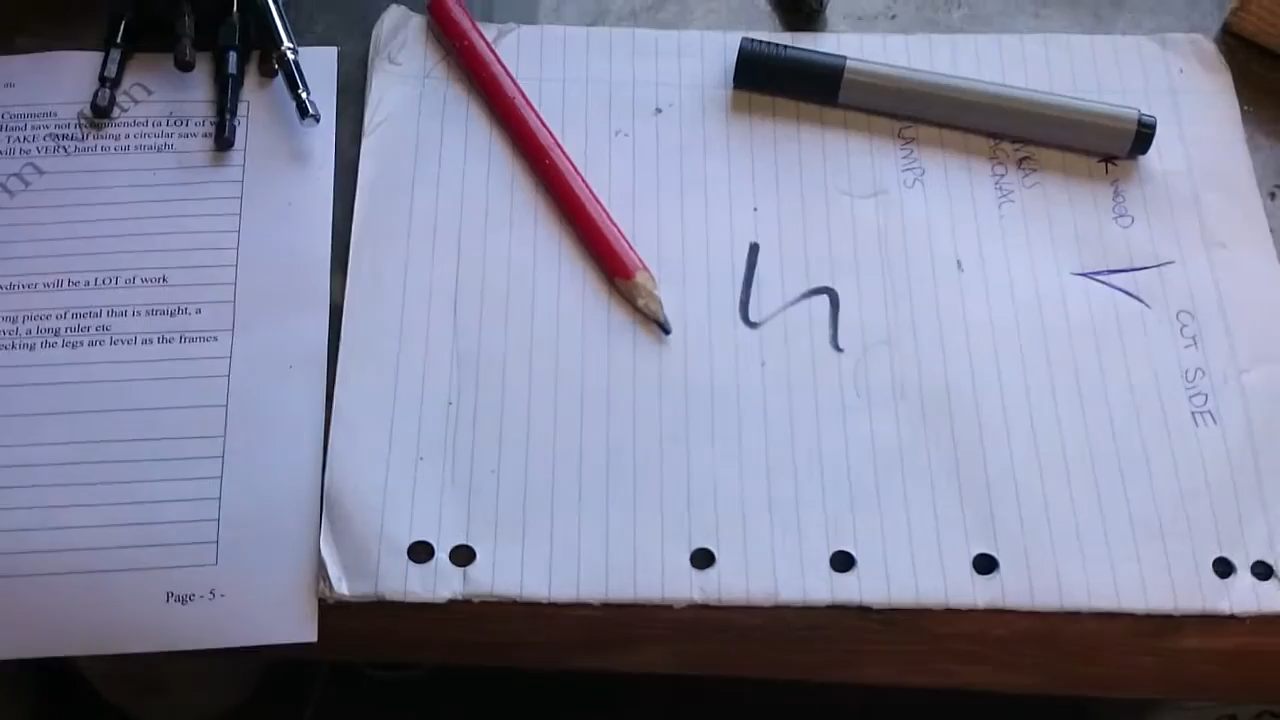 Comments
Hand saw not recommended (a LOT of
- TAKE CARE if using a circular saw as
will be VERY hard to cut straight.
will be a LOT of work
ong piece of metal that is straight, a
evel, a long ruler etc
ecking the legs are level as the frames
Page - 5 -
LAMPS
AGONAL.
WOOD
CUT SIDE